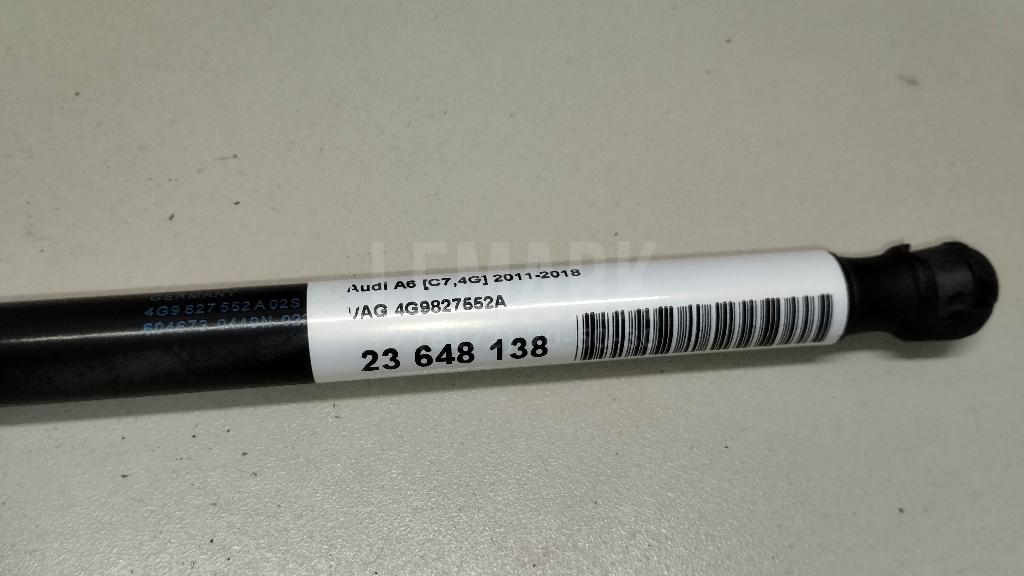 LEMARK
GERMANY
4G9 827 552 A 02S
Audi A6 [C7,4G] 2011-2018
VAG 4G9827552A
23 648 138